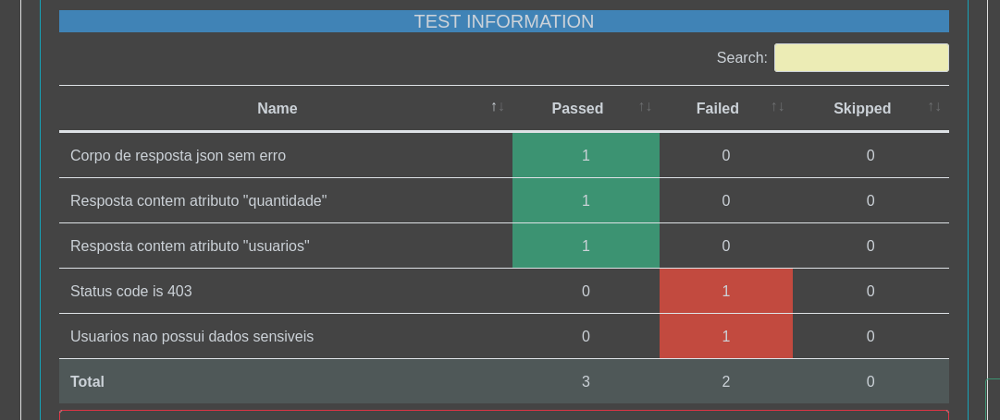 TEST INFORMATION
Search:
Name ↑↓ Passed ↑↓ Failed ↑↓ Skipped ↑↓
Corpo de resposta json sem erro 1 0 0
Resposta contem atributo "quantidade" 1 0 0
Resposta contem atributo "usuarios" 1 0 0
Status code is 403 0 1 0
Usuarios nao possui dados sensiveis 0 1 0
Total 3 2 0